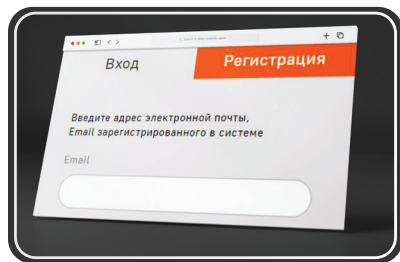 Вход
Регистрация
Введите адрес электронной почты,
Email зарегистрированного в системе
Email